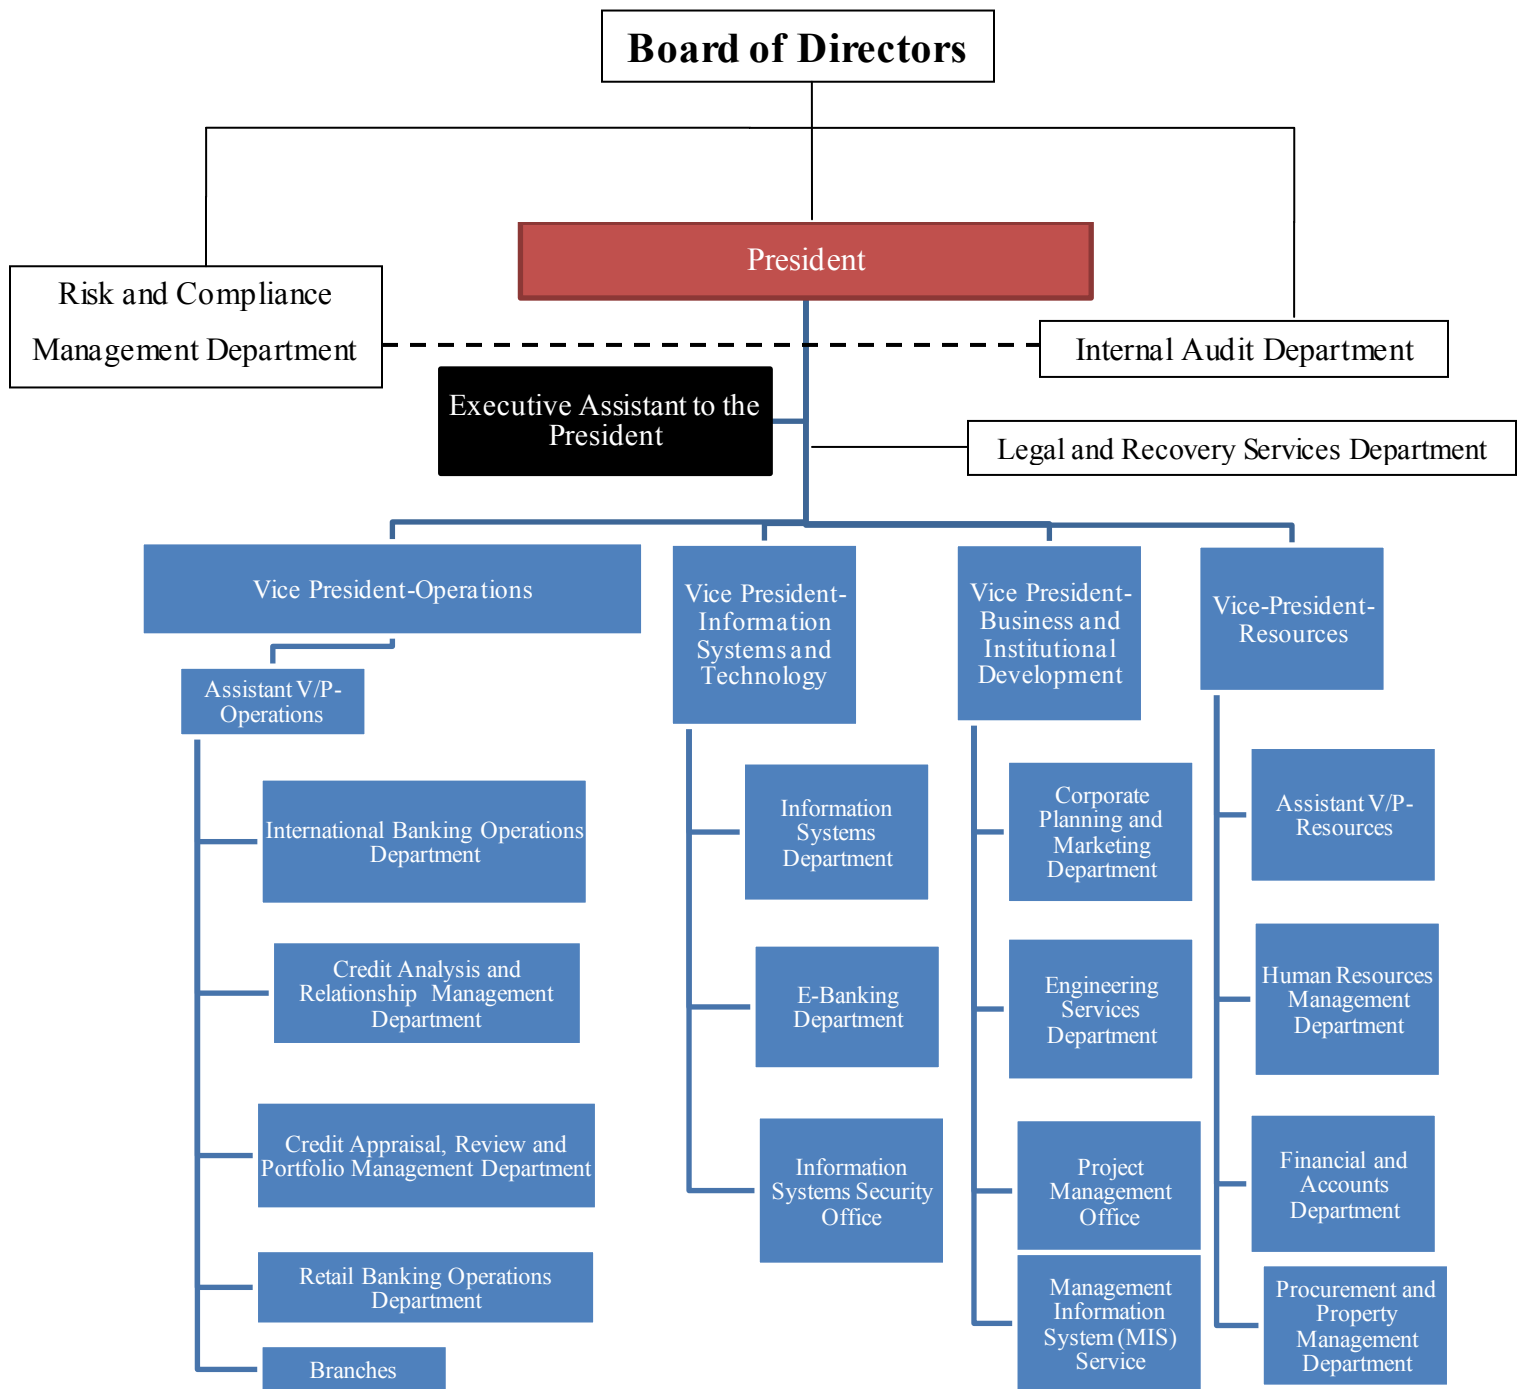 Board of Directors
President
Risk and Compliance
Management Department
Internal Audit Department
Executive Assistant to the
President
Legal and Recovery Services Department
Vice President-Operations
Vice President-
Information
Systems and
Technology
Vice President-
Business and
Institutional
Development
Vice-President-
Resources
Assistant V/P-
Operations
International Banking Operations
Department
Credit Analysis and
Relationship Management
Department
Credit Appraisal, Review and
Portfolio Management Department
Retail Banking Operations
Department
Branches
Information
Systems
Department
E-Banking
Department
Information
Systems Security
Office
Corporate
Planning and
Marketing
Department
Engineering
Services
Department
Project
Management
Office
Management
Information
System (MIS)
Service
Assistant V/P-
Resources
Human Resources
Management
Department
Financial and
Accounts
Department
Procurement and
Property
Management
Department